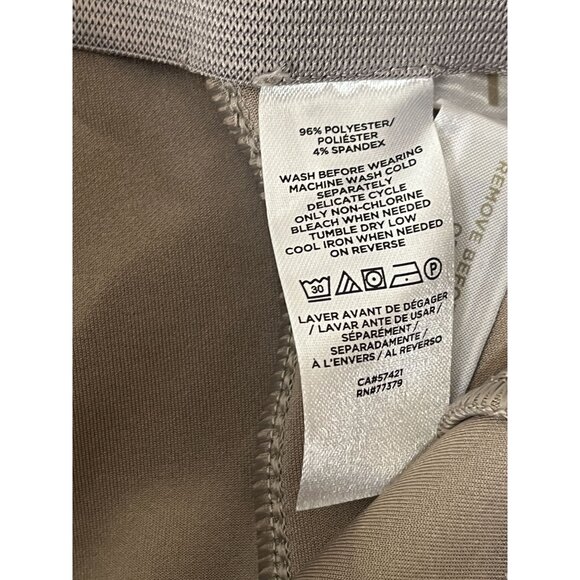 96% POLYESTER/
POLIÉSTER
4% SPANDEX
WASH BEFORE WEARING
MACHINE WASH COLD
SEPARATELY
DELICATE CYCLE
ONLY NON-CHLORINE
BLEACH WHEN NEEDED
TUMBLE DRY LOW
COOL IRON WHEN NEEDED
ON REVERSE
30 P
LAVER AVANT DE DÉGAGER
/ LAVAR ANTE DE USAR/
SÉPARÉMENT/
SEPARADAMENTE /
À L'ENVERS / AL REVERSO
CA#57421
RN#77379
REMOVE BEFO